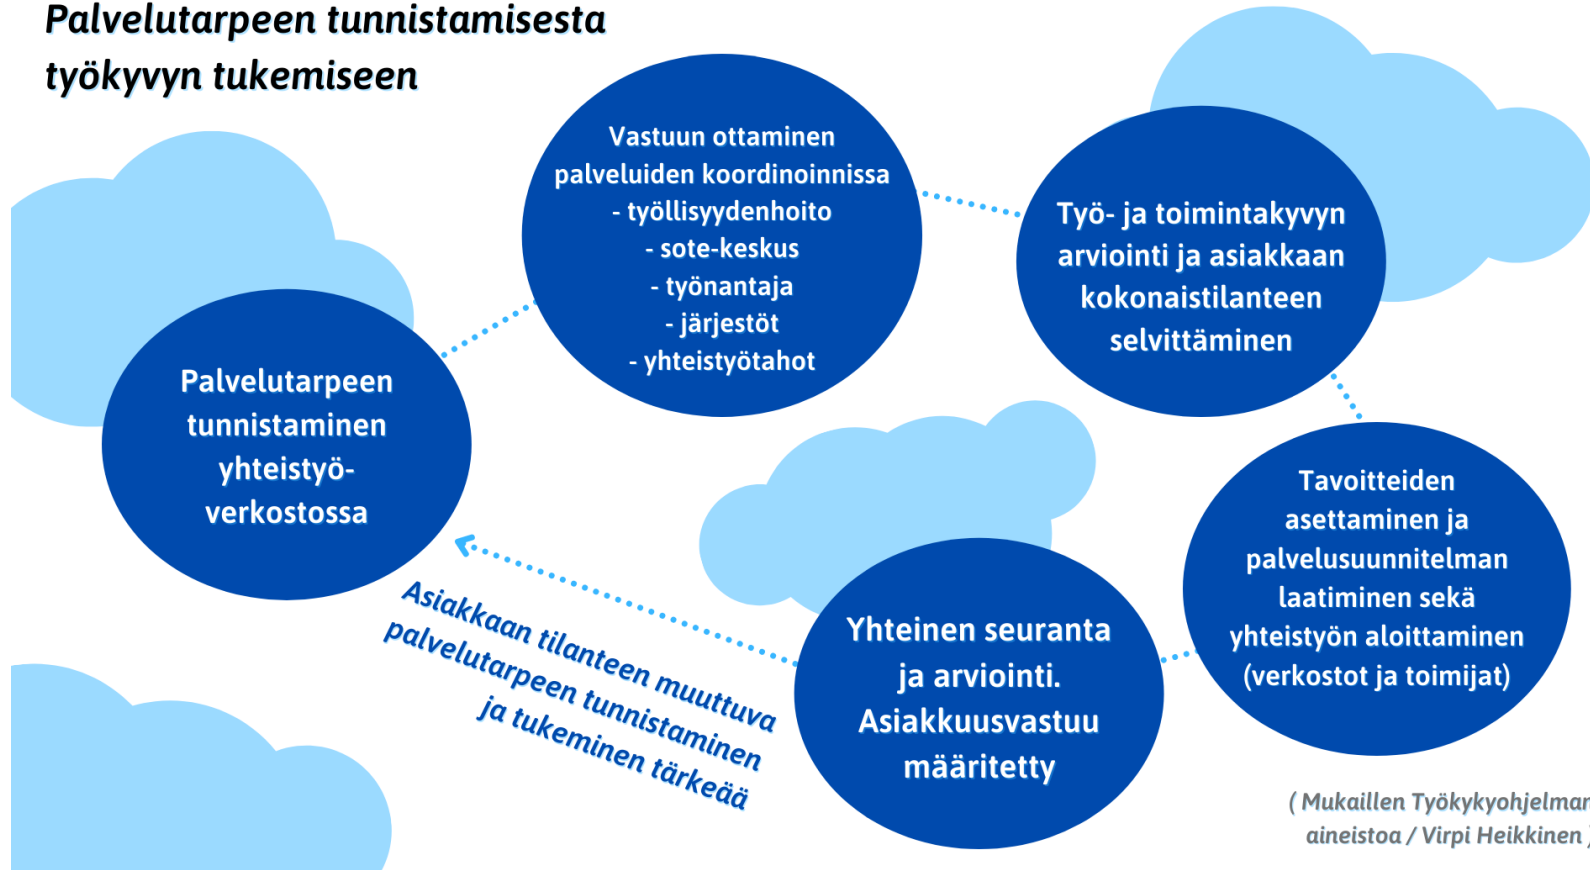 Palvelutarpeen tunnistamisesta
työkyvyn tukemiseen
Palvelutarpeen
tunnistaminen
yhteistyö-
verkostossa
Vastuun ottaminen
palveluiden koordinoinnissa
- työllisyydenhoito
- sote-keskus
- työnantaja
- järjestöt
- yhteistyötahot
Työ- ja toimintakyvyn
arviointi ja asiakkaan
kokonaistilanteen
selvittäminen
Tavoitteiden
asettaminen ja
palvelusuunnitelman
laatiminen sekä
yhteistyön aloittaminen
(verkostot ja toimijat)
Yhteinen seuranta
ja arviointi.
Asiakkuusvastuu
määritetty
Asiakkaan tilanteen muuttuva
palvelutarpeen tunnistaminen
ja tukeminen tärkeää
( Mukaillen Työkykyohjelman
aineistoa / Virpi Heikkinen )